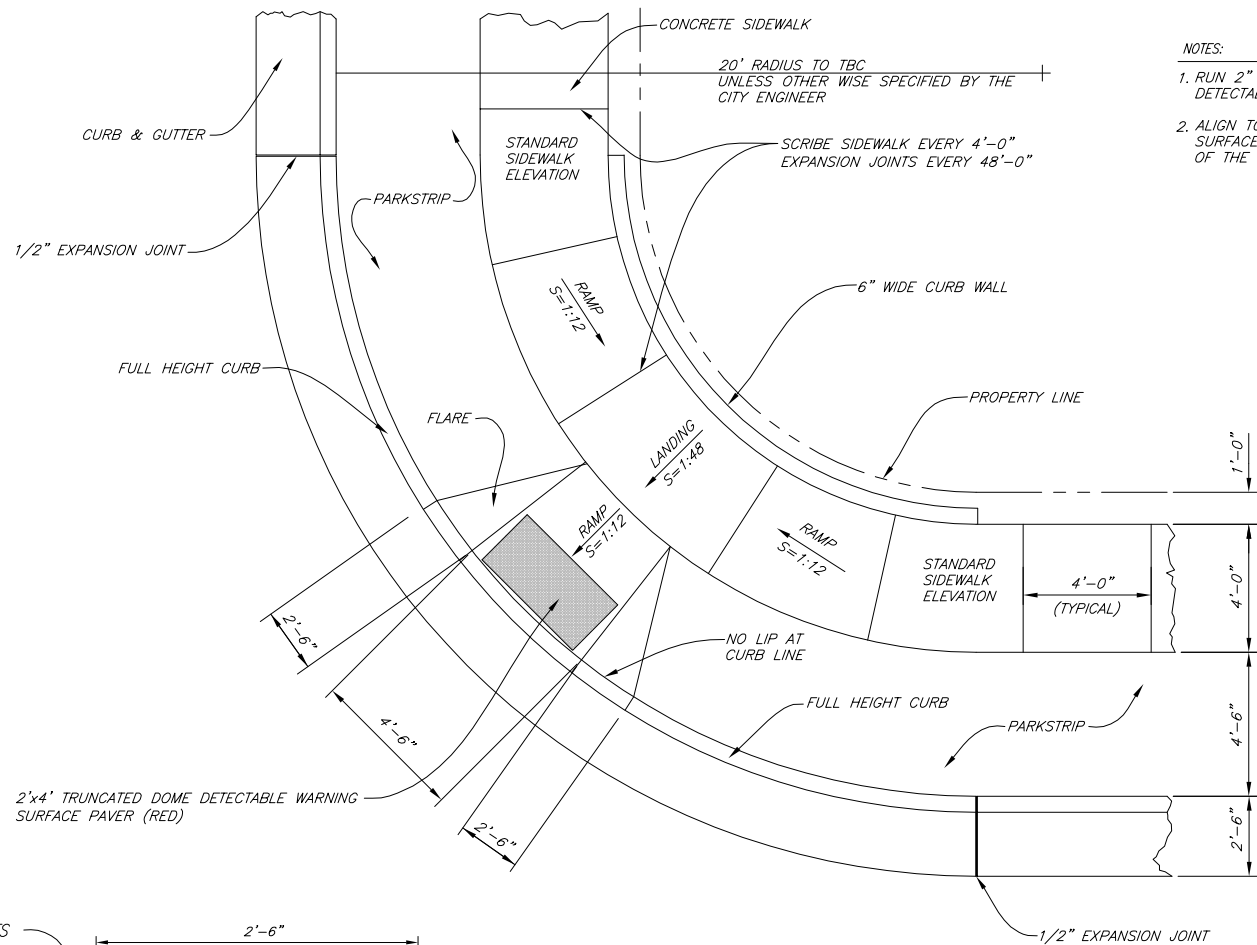 CONCRETE SIDEWALK
NOTES:
20' RADIUS TO TBC
UNLESS OTHER WISE SPECIFIED BY THE
CITY ENGINEER
1. RUN 2"
DETECTAB
2. ALIGN TO
SURFACE
OF THE
CURB & GUTTER
STANDARD
SIDEWALK
ELEVATION
SCRIBE SIDEWALK EVERY 4'-0"
EXPANSION JOINTS EVERY 48'-0"
PARKSTRIP
1/2" EXPANSION JOINT
RAMP
S=1:12
6" WIDE CURB WALL
FULL HEIGHT CURB
FLARE
PROPERTY LINE
LANDING
S=1:48
1'-0"
RAMP
S=1:12
RAMP
S=1:12
STANDARD
SIDEWALK
ELEVATION
4'-0"
(TYPICAL)
4'-0"
2'-6"
NO LIP AT
CURB LINE
FULL HEIGHT CURB
PARKSTRIP
4'-6"
4'-6"
2'x4' TRUNCATED DOME DETECTABLE WARNING
SURFACE PAVER (RED)
2'-6"
2'-6"
TS
2'-6"
1/2" EXPANSION JOINT